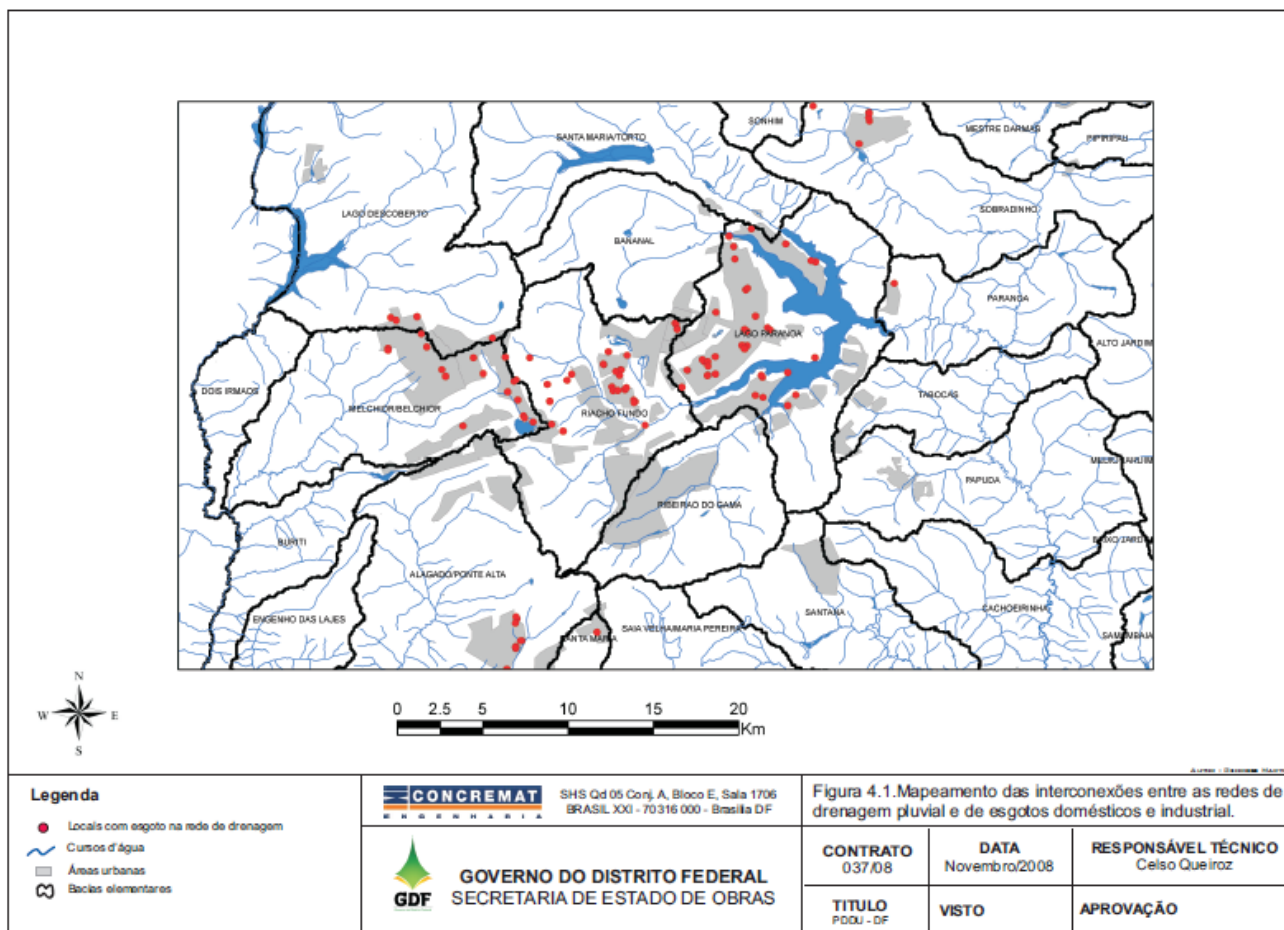 SONHIM
MESTRE DARMAS
PIPIRIPAU
SANTA MARIA/TORTO
SOBRADINHO
LAGO DESCOBERTO
BANANAL
PARANOA
LAGO PARANOA
ALTO JARDIM
DOIS IRMAOS
MELCHIOR/BELCHIOR
RIACHO FUNDO
TABOCAS
MEDIO JARDIM
PAPUDA
RIBEIRAO DO GAMA
BURITI
BAIXO JARDIM
ALAGADO/PONTE ALTA
ENGENHO DAS LAJES
SANTANA
CACHOEIRINHA
SAIA VELHA/MARIA PEREIRA
SANTA MARIA
SAMAMBAIA
N
W E
S
0 2.5 5 10 15 20
Km
Legenda
Locais com esgoto na rede de drenagem
Cursos d'água
Áreas urbanas
Bacias elementares
CONCREMAT
ENGENHARIA
SHS Qd 05 Conj. A, Bloco E, Sala 1706
BRASIL XXI - 70316 000 - Brasília DF
GDF
GOVERNO DO DISTRITO FEDERAL
SECRETARIA DE ESTADO DE OBRAS
Figura 4.1.Mapeamento das interconexões entre as redes de
drenagem pluvial e de esgotos domésticos e industrial.
CONTRATO
037/08
DATA
Novembro/2008
RESPONSÁVEL TÉCNICO
Celso Queiroz
TITULO
PDDU - DF
VISTO
APROVAÇÃO